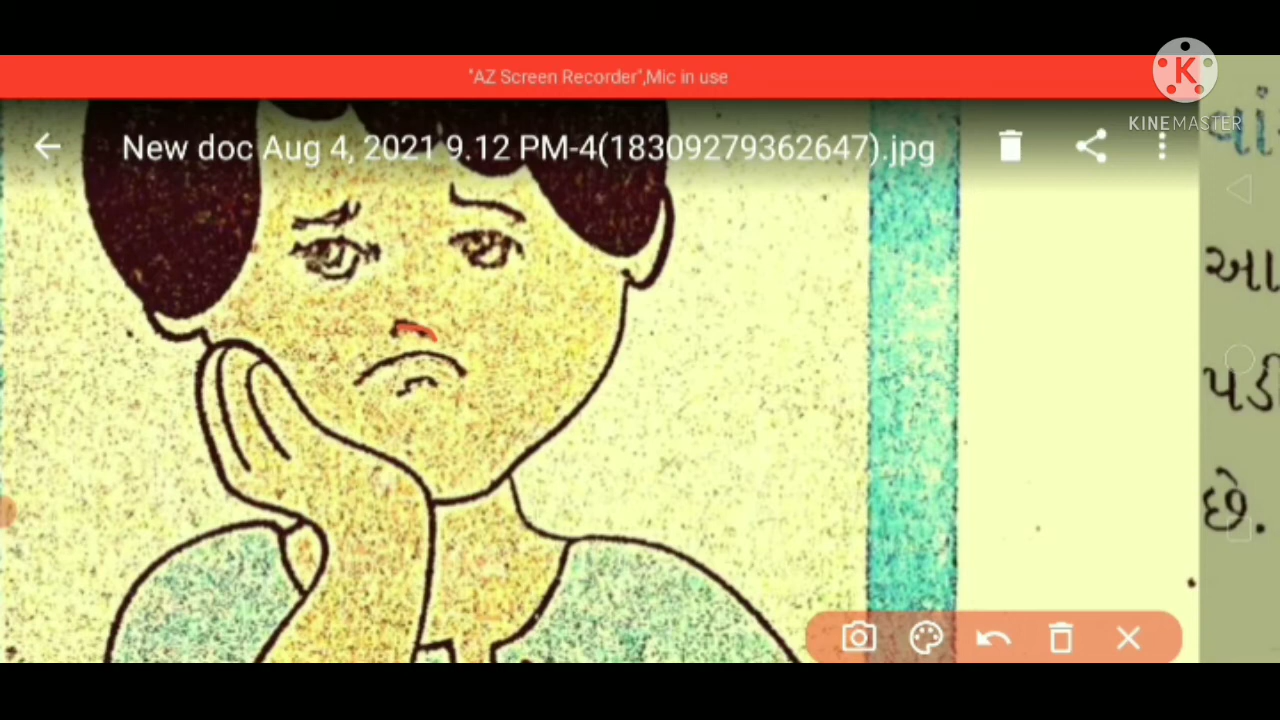 "AZ Screen Recorder",Mic in use
New doc Aug 4, 2021 9.12 PM-4(18309279362647).jpg
K
KINEMASTER
આ
પડી
છે.